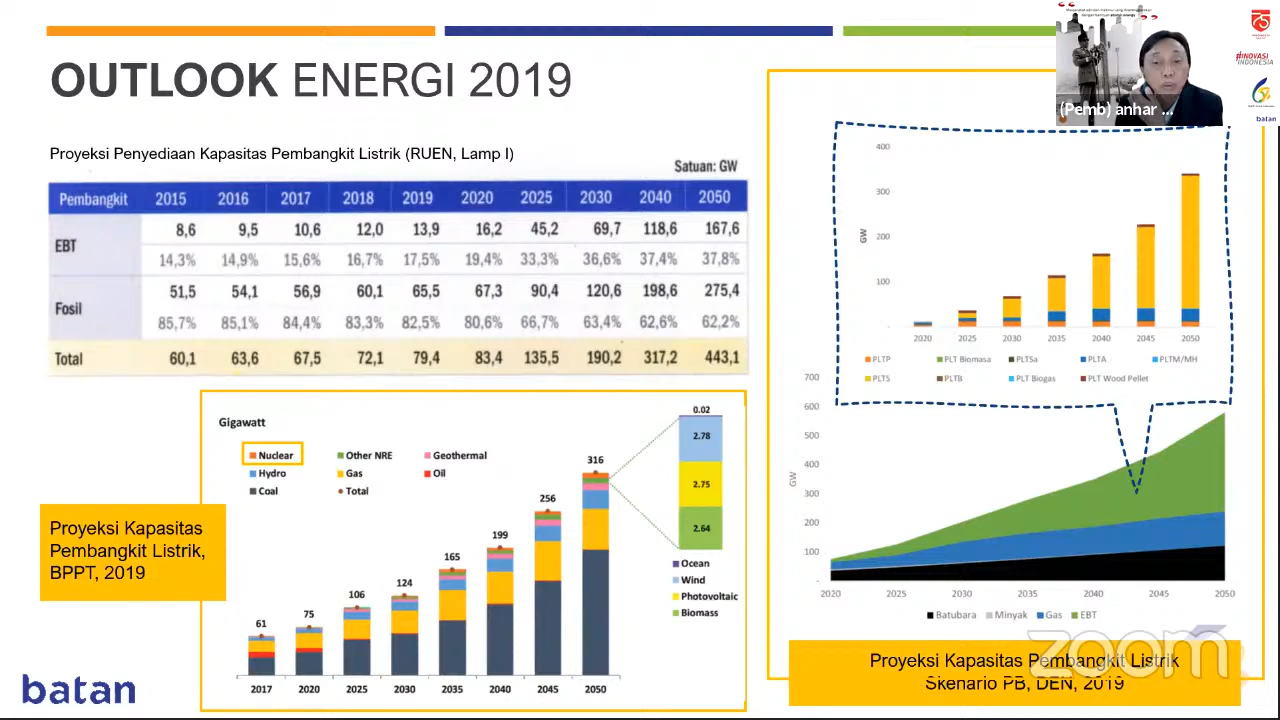 OUTLOOK ENERGI 2019
Proyeksi Penyediaan Kapasitas Pembangkit Listrik (RUEN, Lamp I)
Satuan: GW
Pembangkit 2015 2016 2017 2018 2019 2020 2025 2030 2040 2050
EBT
8,6 9,5 10,6 12,0 13,9 16,2 45,2 69,7 118,6 167,6
14,3% 14,9% 15,6% 16,7% 17,5% 19,4% 33,3% 36,6% 37,4% 37,8%
Fosil
51,5 54,1 56,9 60,1 65,5 67,3 90,4 120,6 198,6 275,4
85,7% 85,1% 84,4% 83,3% 82,5% 80,6% 66,7% 63,4% 62,6% 62,2%
Total 60,1 63,6 67,5 72,1 79,4 83,4 135,5 190,2 317,2 443,1
Gigawatt
Nuclear Other NRE Geothermal
Hydro Gas Oil
Coal Total
61 75 106 124 165 199 256 316
2017 2020 2025 2030 2035 2040 2045 2050
0.02
2.78
2.75
2.64
Ocean
Wind
Photovoltaic
Biomass
Proyeksi Kapasitas
Pembangkit Listrik,
BPPT, 2019
batan
(Pemb) anhar ...
#INOVASI
INDONESIA
batan
400
300
200
100
-
GW
2020 2025 2030 2035 2040 2045 2050
PLTP PLT Biomasa PLTSa PLTA PLTM/MH
PLTS PLTB PLT Biogas PLT Wood Pellet
700
600
500
400
300
200
100
-
GW
2020 2025 2030 2035 2040 2045 2050
Batubara Minyak Gas EBT
Proyeksi Kapasitas Pembangkit Listrik
Skenario PB, DEN, 2019
zoom